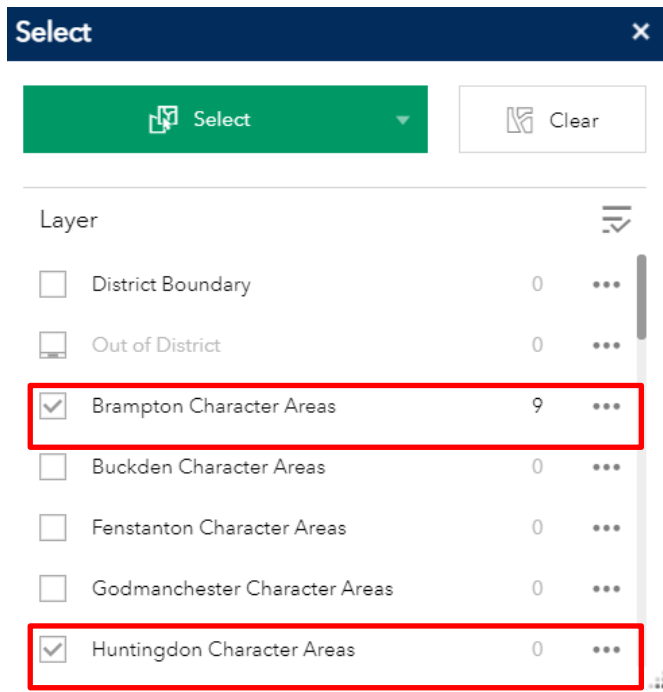 Select
Select Clear
Layer
District Boundary 0
Out of District 0
Brampton Character Areas 9
Buckden Character Areas 0
Fenstanton Character Areas 0
Godmanchester Character Areas 0
Huntingdon Character Areas 0